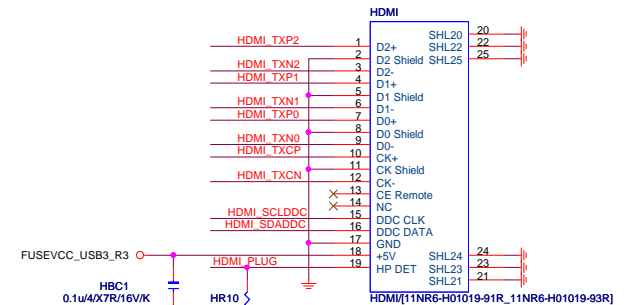 HDMI
HDMI_TXP2 1 D2+ SHL20 20
2 D2 Shield SHL22 22
HDMI_TXN2 3 D2- SHL25 25
HDMI_TXP1 4 D1+
5 D1 Shield
HDMI_TXN1 6 D1-
HDMI_TXP0 7 D0+
8 D0 Shield
HDMI_TXN0 9 D0-
HDMI_TXCP 10 CK+
11 CK Shield
HDMI_TXCN 12 CK-
13 CE Remote
14 NC
HDMI_SCLDDC 15 DDC CLK
HDMI_SDADDC 16 DDC DATA
17 GND
FUSEVCC_USB3_R3 18 +5V SHL24 24
HDMI_PLUG 19 HP DET SHL23 23
SHL21 21
HBC1
0.1u/4/X7R/16V/K HR10 HDMI/[11NR6-H01019-91R_11NR6-H01019-93R]